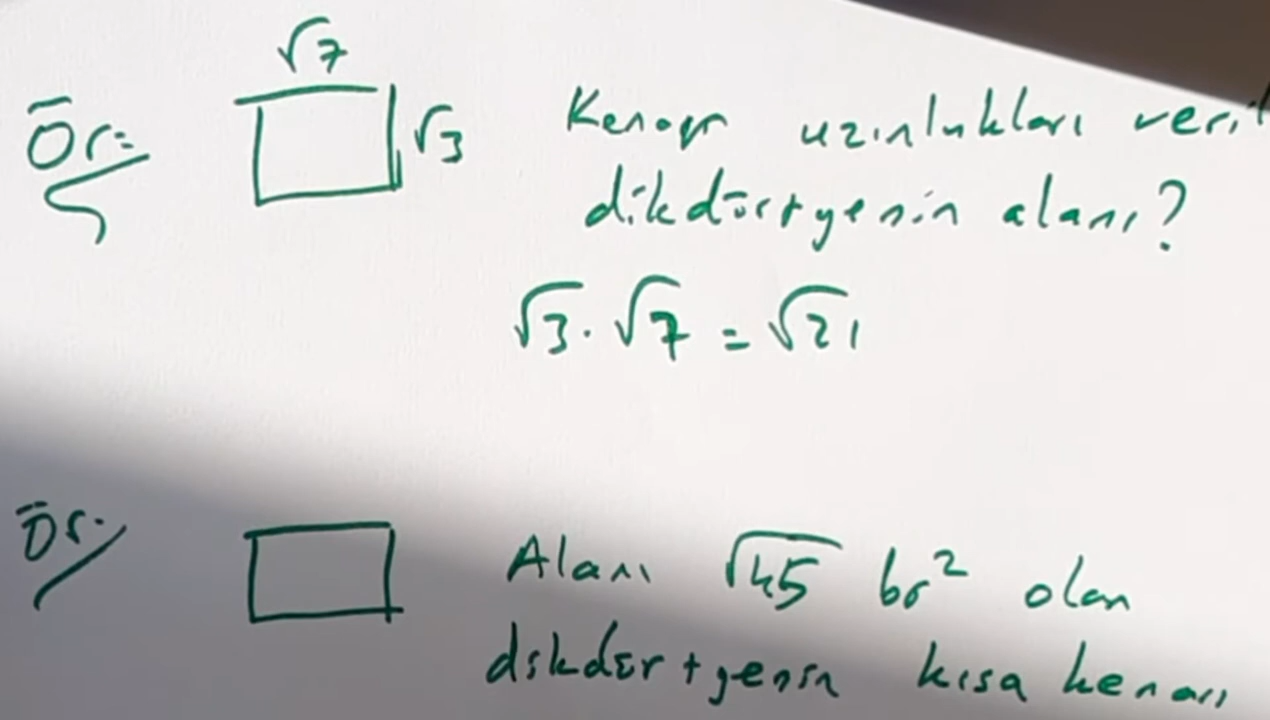 √7
Ör: √3 Kenar uzunlukları veril
dikdörtgenin alanı?
√3 · √7 = √21
Ör: Alanı √45 br² olan
dikdörtgenin kısa kenarı